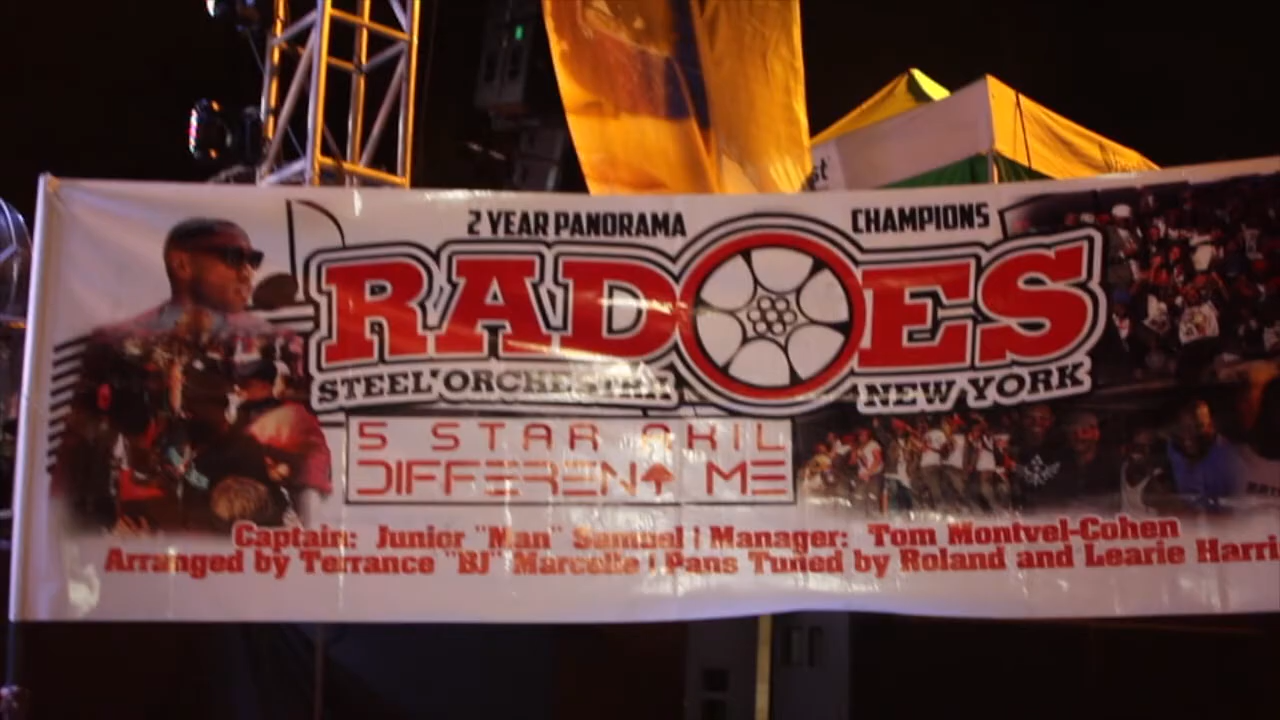 2 YEAR PANORAMA CHAMPIONS
RADOES
STEEL ORCHESTRA NEW YORK
5 STAR AKIL
DIFFERENT ME
Captain: Junior "Man" Samuel | Manager: Tom Montvel-Cohen
Arranged by Terrance "BJ" Marcelle | Pans Tuned by Roland and Learie Harri